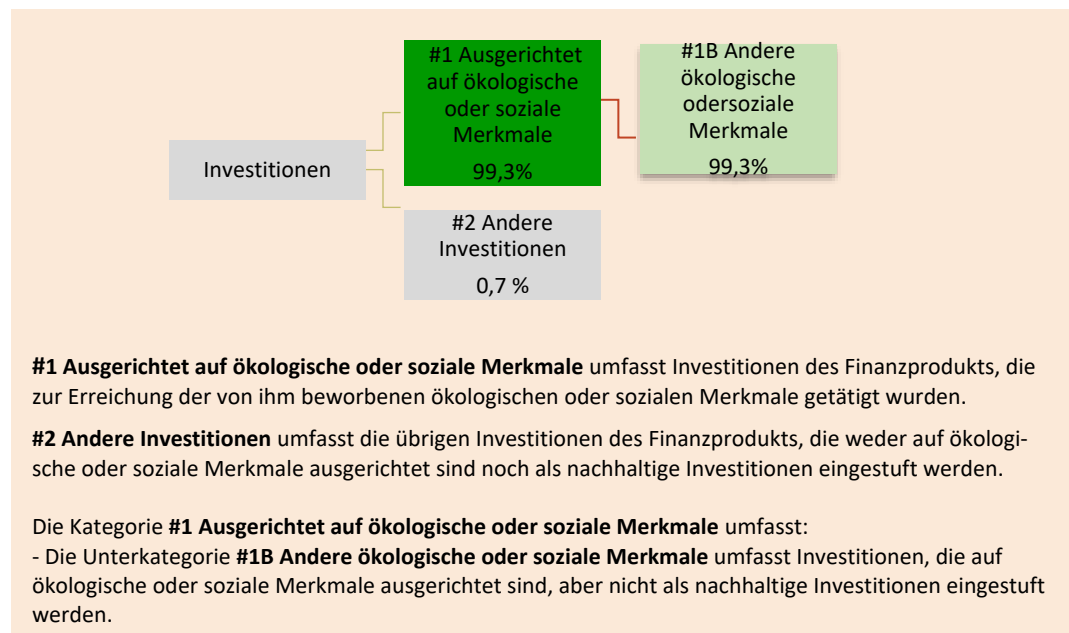 #1 Ausgerichtet
auf ökologische
oder soziale
Merkmale
99,3%
#1B Andere
ökologische
odersoziale
Merkmale
99,3%
Investitionen
#2 Andere
Investitionen
0,7 %
#1 Ausgerichtet auf ökologische oder soziale Merkmale umfasst Investitionen des Finanzprodukts, die
zur Erreichung der von ihm beworbenen ökologischen oder sozialen Merkmale getätigt wurden.
#2 Andere Investitionen umfasst die übrigen Investitionen des Finanzprodukts, die weder auf ökologi-
sche oder soziale Merkmale ausgerichtet sind noch als nachhaltige Investitionen eingestuft werden.
Die Kategorie #1 Ausgerichtet auf ökologische oder soziale Merkmale umfasst:
- Die Unterkategorie #1B Andere ökologische oder soziale Merkmale umfasst Investitionen, die auf
ökologische oder soziale Merkmale ausgerichtet sind, aber nicht als nachhaltige Investitionen eingestuft
werden.